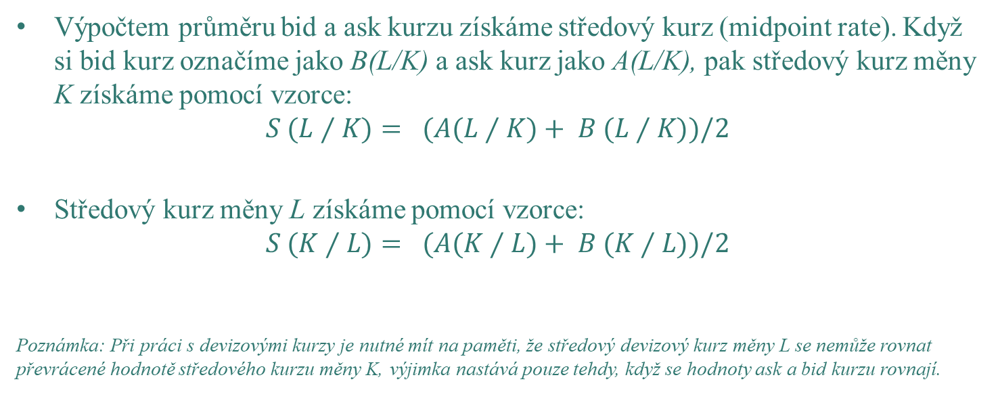 • Výpočtem průměru bid a ask kurzu získáme středový kurz (midpoint rate). Když
si bid kurz označíme jako B(L/K) a ask kurz jako A(L/K), pak středový kurz měny
K získáme pomocí vzorce:
S (L / K) = (A(L / K) + B (L / K))/2
• Středový kurz měny L získáme pomocí vzorce:
S (K / L) = (A(K / L) + B (K / L))/2
Poznámka: Při práci s devizovými kurzy je nutné mít na paměti, že středový devizový kurz měny L se nemůže rovnat
převrácené hodnotě středového kurzu měny K, výjimka nastává pouze tehdy, když se hodnoty ask a bid kurzu rovnají.